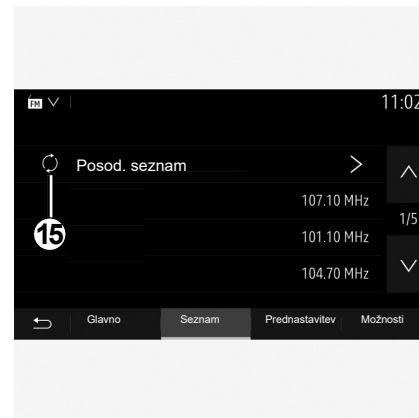 FM 11:02
Posod. seznam
15
107.10 MHz
101.10 MHz
1/5
104.70 MHz
Glavno Seznam Prednastavitev Možnosti